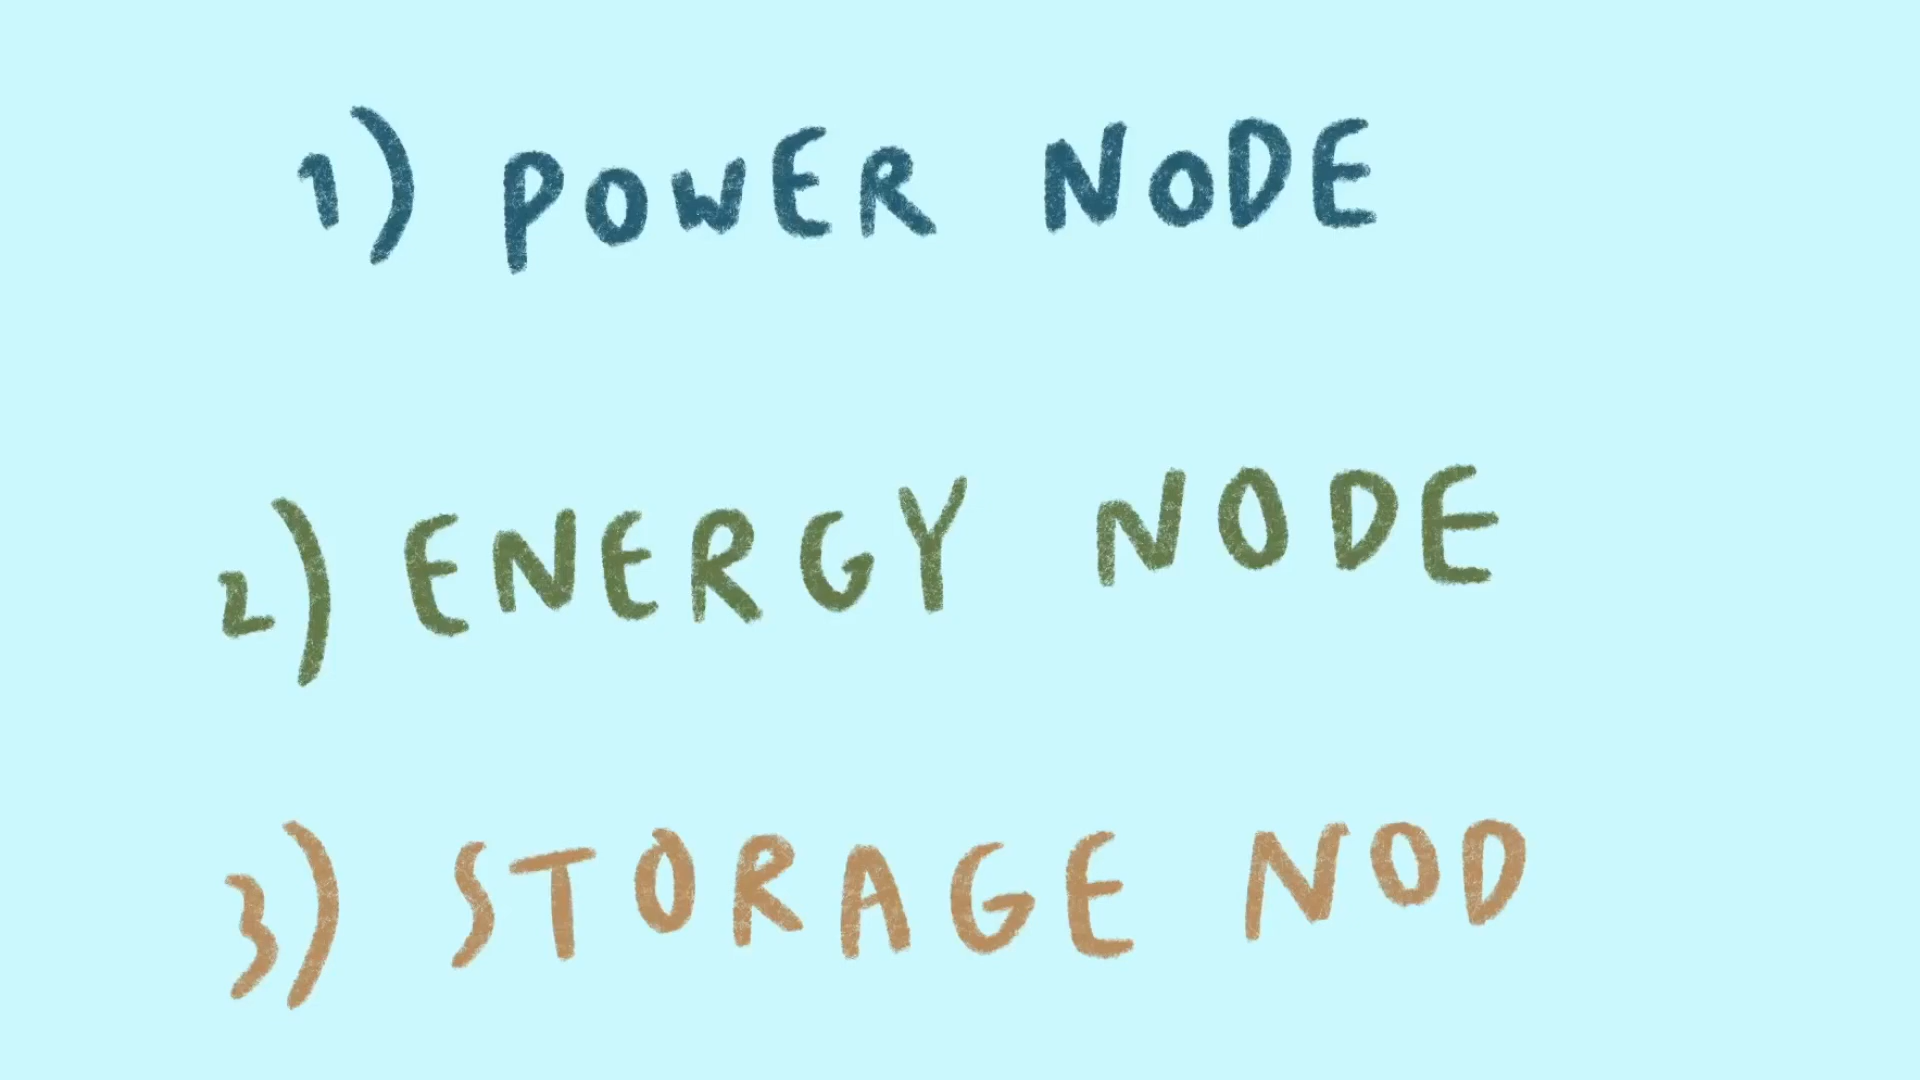 1) POWER NODE
2) ENERGY NODE
3) STORAGE NOD